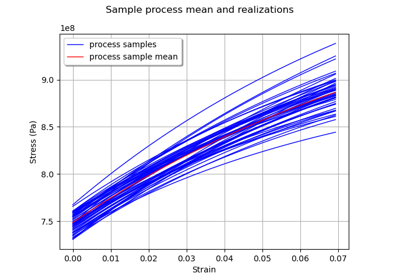 Sample process mean and realizations
1e8
process samples
process sample mean
9.0
8.5
8.0
7.5
Stress (Pa)
0.00 0.01 0.02 0.03 0.04 0.05 0.06 0.07
Strain